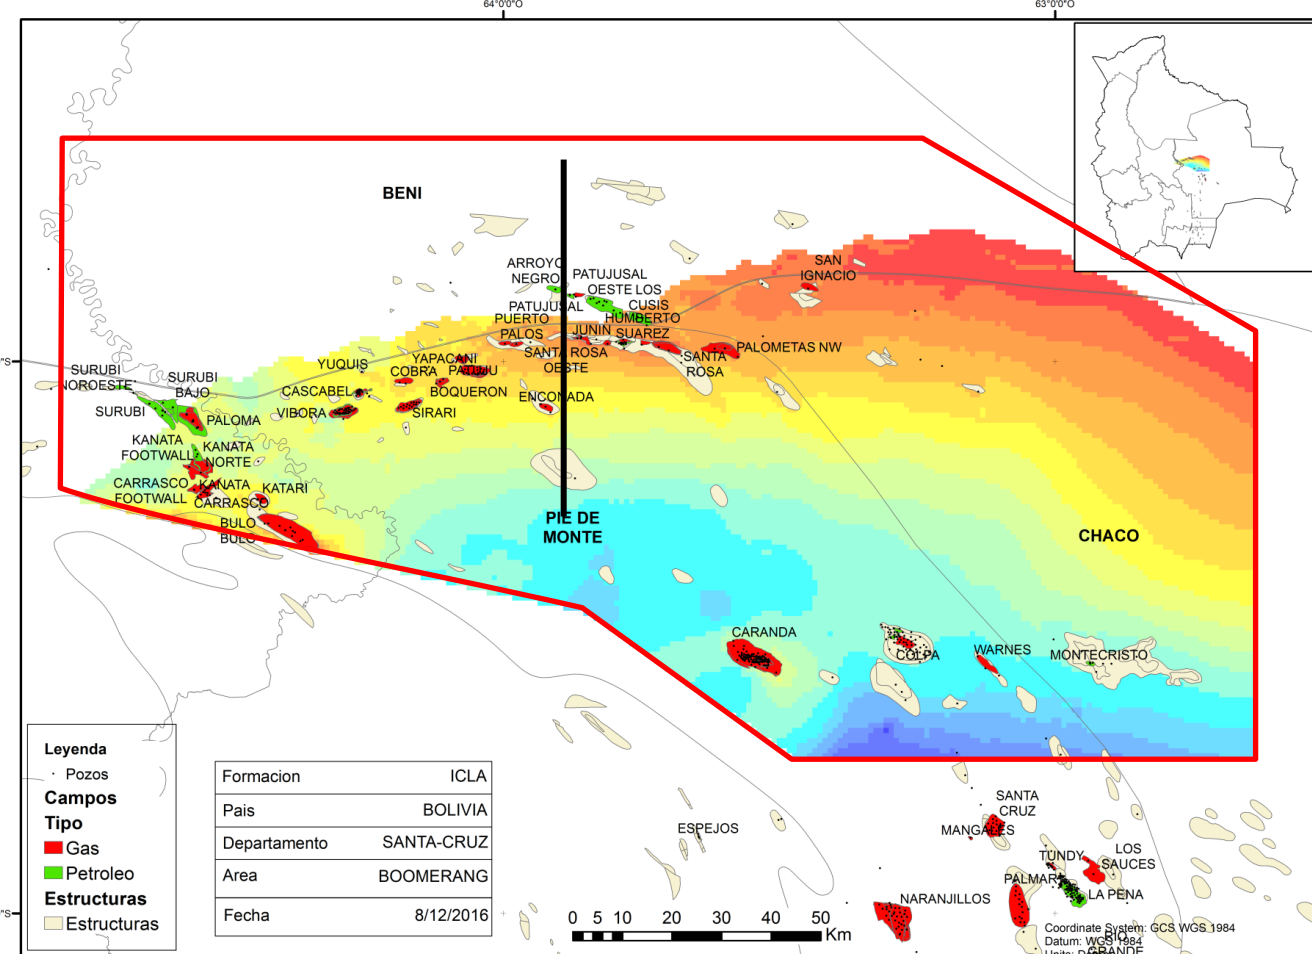 64°0'0"O
63°0'0"O
BENI
SAN
IGNACIO
ARROYO
NEGRO
PATUJUSAL
OESTE
LOS
CUSIS
PATUJUSAL
PUERTO
PALOS
HUMBERTO
SUAREZ
JUNIN
PALOMETAS NW
SANTA ROSA
OESTE
SANTA
ROSA
°S
SURUBI
NOROESTE
SURUBI
BAJO
YUQUIS
YAPACANI
COBRA
PATUJU
CASCABEL
BOQUERON
ENCONADA
SURUBI
PALOMA
VIBORA
SIRARI
KANATA
FOOTWALL
KANATA
NORTE
CARRASCO
FOOTWALL
KANATA
KATARI
CARRASCO
BULO
BULO
PIE DE
MONTE
CHACO
CARANDA
COLPA
WARNES
MONTECRISTO
Leyenda
Pozos
Campos
Tipo
Gas
Petroleo
Estructuras
Estructuras
Formacion ICLA
Pais BOLIVIA
Departamento SANTA-CRUZ
Area BOOMERANG
Fecha 8/12/2016
ESPEJOS
SANTA
CRUZ
MANGALES
TUNDY
LOS
SAUCES
PALMAR
LA PENA
NARANJILLOS
RIO
GRANDE
0 5 10 20 30 40 50
Km
°S
Coordinate System: GCS WGS 1984
Datum: WGS 1984